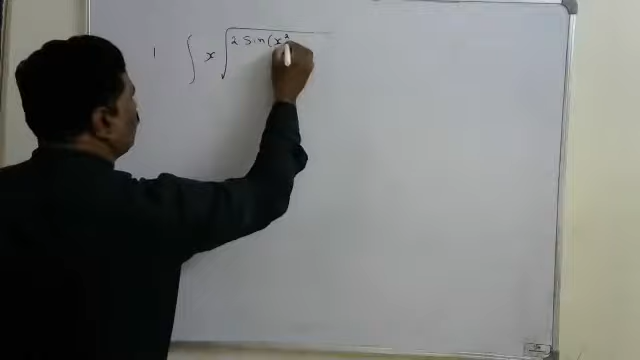 1 ∫ x √2 Sin(x²